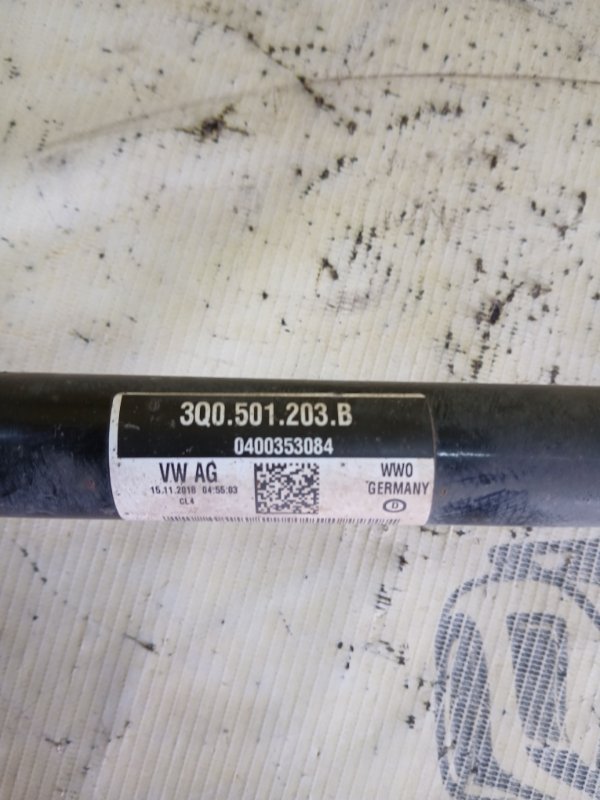 3Q0.501.203.B
0400353084
VW AG
15.11.2018 04:55:03
CL4
WWO
GERMANY
D